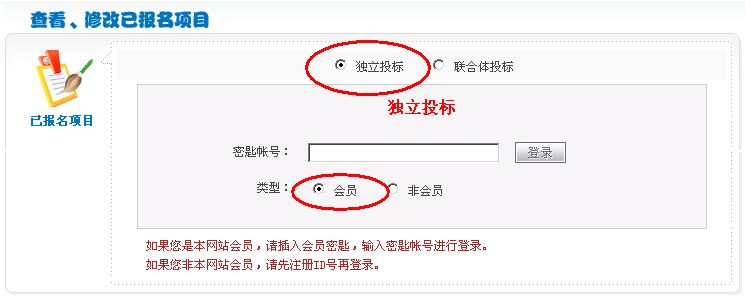 查看、修改已报名项目
独立投标 联合体投标
已报名项目
独立投标
密匙帐号： 登录
类型： 会员 非会员
如果您是本网站会员，请插入会员密匙，输入密匙帐号进行登录。
如果您非本网站会员，请先注册ID号再登录。